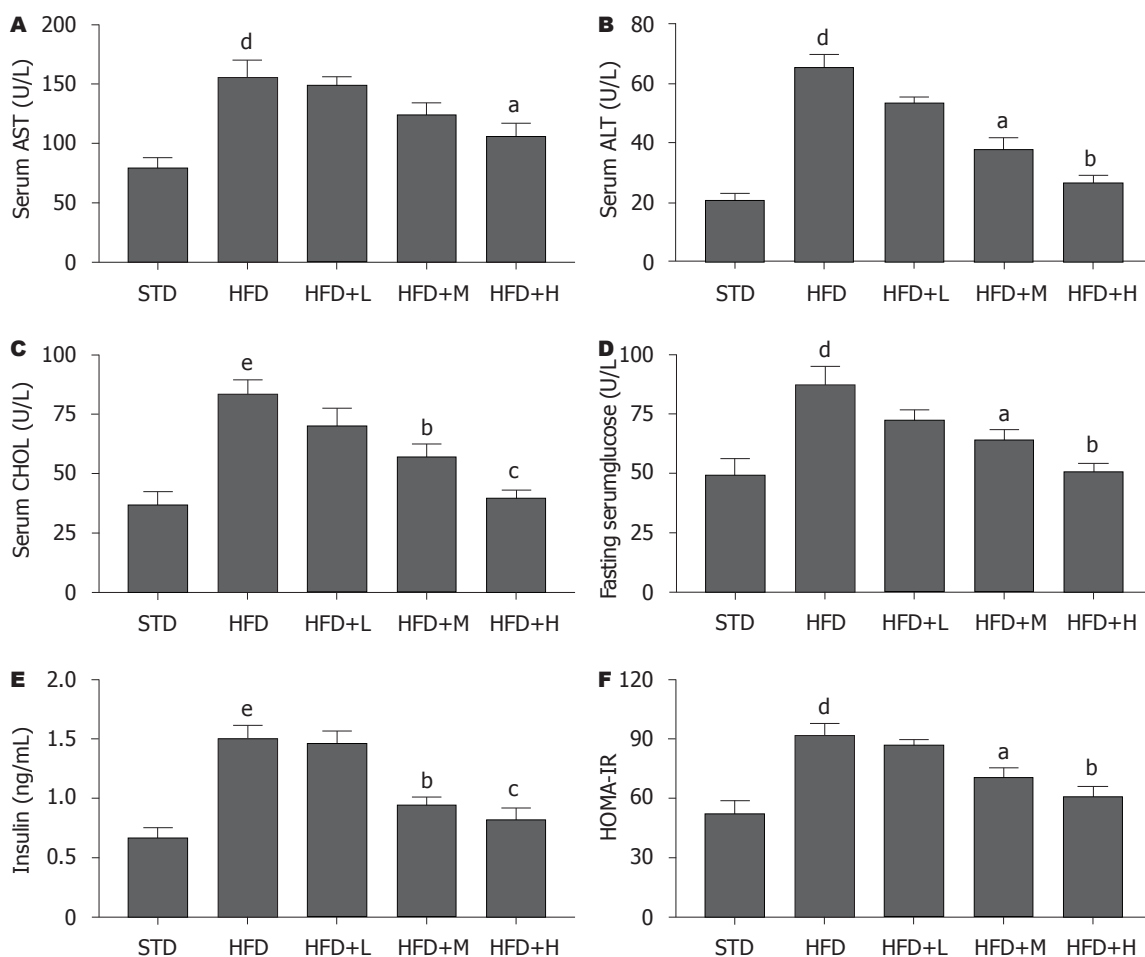 A
Serum AST (U/L)
200
150
100
50
0
d
a
STD HFD HFD+L HFD+M HFD+H
B
Serum ALT (U/L)
80
60
40
20
0
d
a
b
STD HFD HFD+L HFD+M HFD+H
C
Serum CHOL (U/L)
100
75
50
25
0
e
b
c
STD HFD HFD+L HFD+M HFD+H
D
Fasting serumglucose (U/L)
100
75
50
25
0
d
a
b
STD HFD HFD+L HFD+M HFD+H
E
Insulin (ng/mL)
2.0
1.5
1.0
0.5
0
e
b
c
STD HFD HFD+L HFD+M HFD+H
F
HOMA-IR
120
90
60
30
0
d
a
b
STD HFD HFD+L HFD+M HFD+H